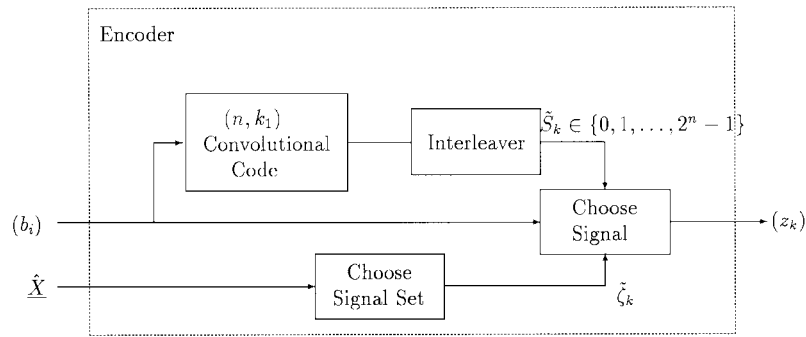 Encoder
(n, k₁)
Convolutional
Code
Interleaver
S̃ₖ ∈ {0, 1, . . . , 2ⁿ − 1}
(bᵢ)
Choose
Signal
(zₖ)
X̂
Choose
Signal Set
ζ̃ₖ